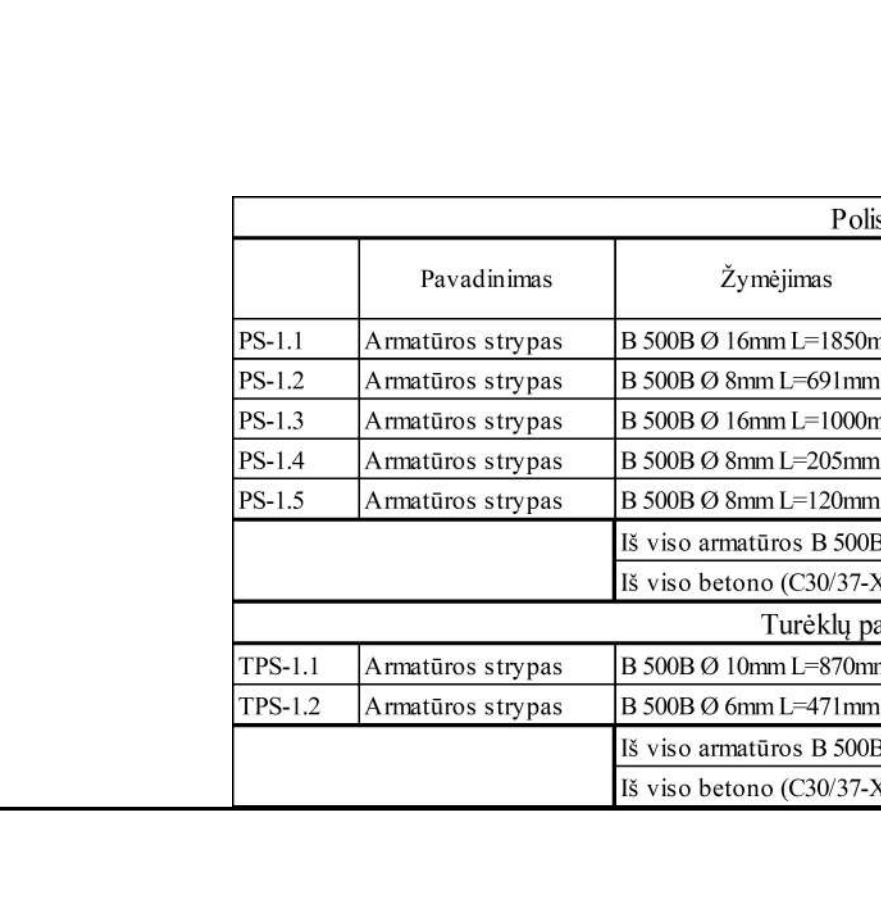 Polis
Pavadinimas Žymėjimas
PS-1.1 Armatūros strypas B 500B Ø 16mm L=1850m
PS-1.2 Armatūros strypas B 500B Ø 8mm L=691mm
PS-1.3 Armatūros strypas B 500B Ø 16mm L=1000m
PS-1.4 Armatūros strypas B 500B Ø 8mm L=205mm
PS-1.5 Armatūros strypas B 500B Ø 8mm L=120mm
Iš viso armatūros B 500B
Iš viso betono (C30/37-X
Turėklų pa
TPS-1.1 Armatūros strypas B 500B Ø 10mm L=870mm
TPS-1.2 Armatūros strypas B 500B Ø 6mm L=471mm
Iš viso armatūros B 500B
Iš viso betono (C30/37-X